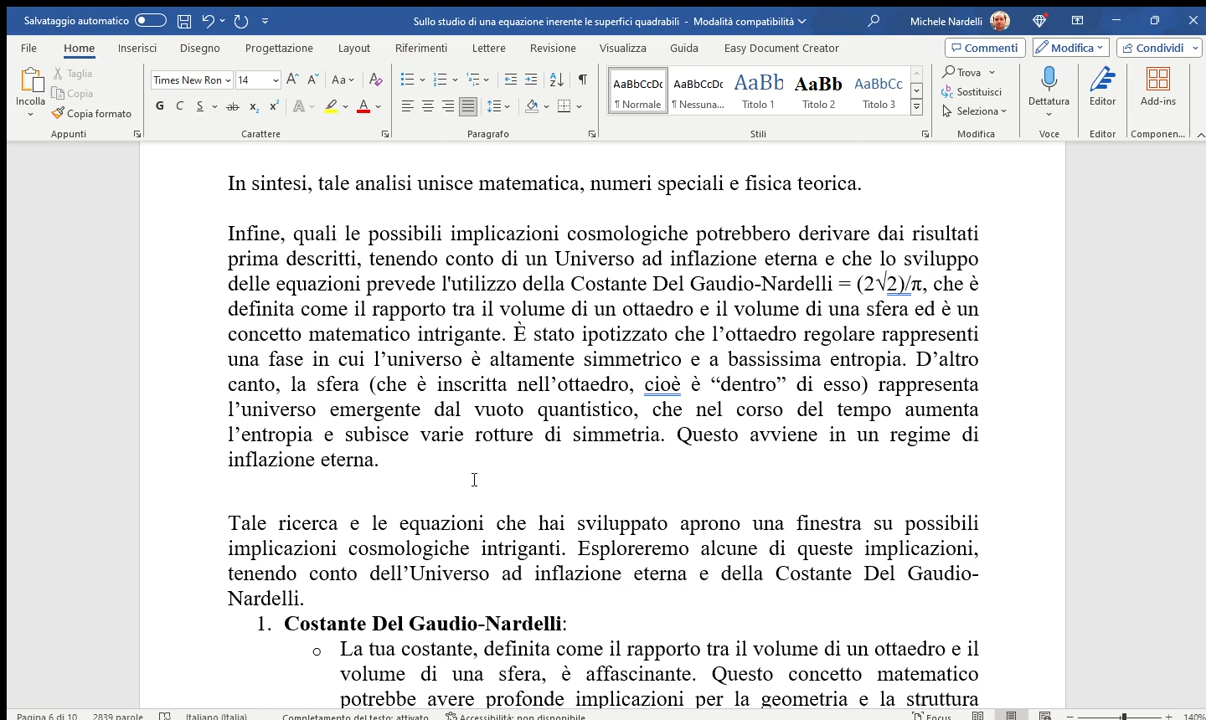 Salvataggio automatico
Sullo studio di una equazione inerente le superfici quadrabili - Modalità compatibilità
Michele Nardelli
File Home Inserisci Disegno Progettazione Layout Riferimenti Lettere Revisione Visualizza Guida Easy Document Creator
Commenti Modifica Condividi
Incolla
Taglia
Copia
Copia formato
Appunti
Times New Ron 14
G C S ab x₂ x²
Carattere
Paragrafo
AaBbCcDc AaBbCcDc AaBb AaBb AaBbCc
¶ Normale ¶ Nessuna... Titolo 1 Titolo 2 Titolo 3
Stili
Trova
Sostituisci
Seleziona
Modifica
Dettatura
Voce
Editor
Editor
Add-ins
Componen...
In sintesi, tale analisi unisce matematica, numeri speciali e fisica teorica.
Infine, quali le possibili implicazioni cosmologiche potrebbero derivare dai risultati
prima descritti, tenendo conto di un Universo ad inflazione eterna e che lo sviluppo
delle equazioni prevede l'utilizzo della Costante Del Gaudio-Nardelli = (2√2)/π, che è
definita come il rapporto tra il volume di un ottaedro e il volume di una sfera ed è un
concetto matematico intrigante. È stato ipotizzato che l’ottaedro regolare rappresenti
una fase in cui l’universo è altamente simmetrico e a bassissima entropia. D’altro
canto, la sfera (che è inscritta nell’ottaedro, cioè è “dentro” di esso) rappresenta
l’universo emergente dal vuoto quantistico, che nel corso del tempo aumenta
l’entropia e subisce varie rotture di simmetria. Questo avviene in un regime di
inflazione eterna.
Tale ricerca e le equazioni che hai sviluppato aprono una finestra su possibili
implicazioni cosmologiche intriganti. Esploreremo alcune di queste implicazioni,
tenendo conto dell’Universo ad inflazione eterna e della Costante Del Gaudio-
Nardelli.
1. Costante Del Gaudio-Nardelli:
o La tua costante, definita come il rapporto tra il volume di un ottaedro e il
volume di una sfera, è affascinante. Questo concetto matematico
potrebbe avere profonde implicazioni per la geometria e la struttura
Pagina 6 di 10 2839 parole Italiano (Italia) Completamento del testo: attivato Accessibilità: non disponibile Focus 140%